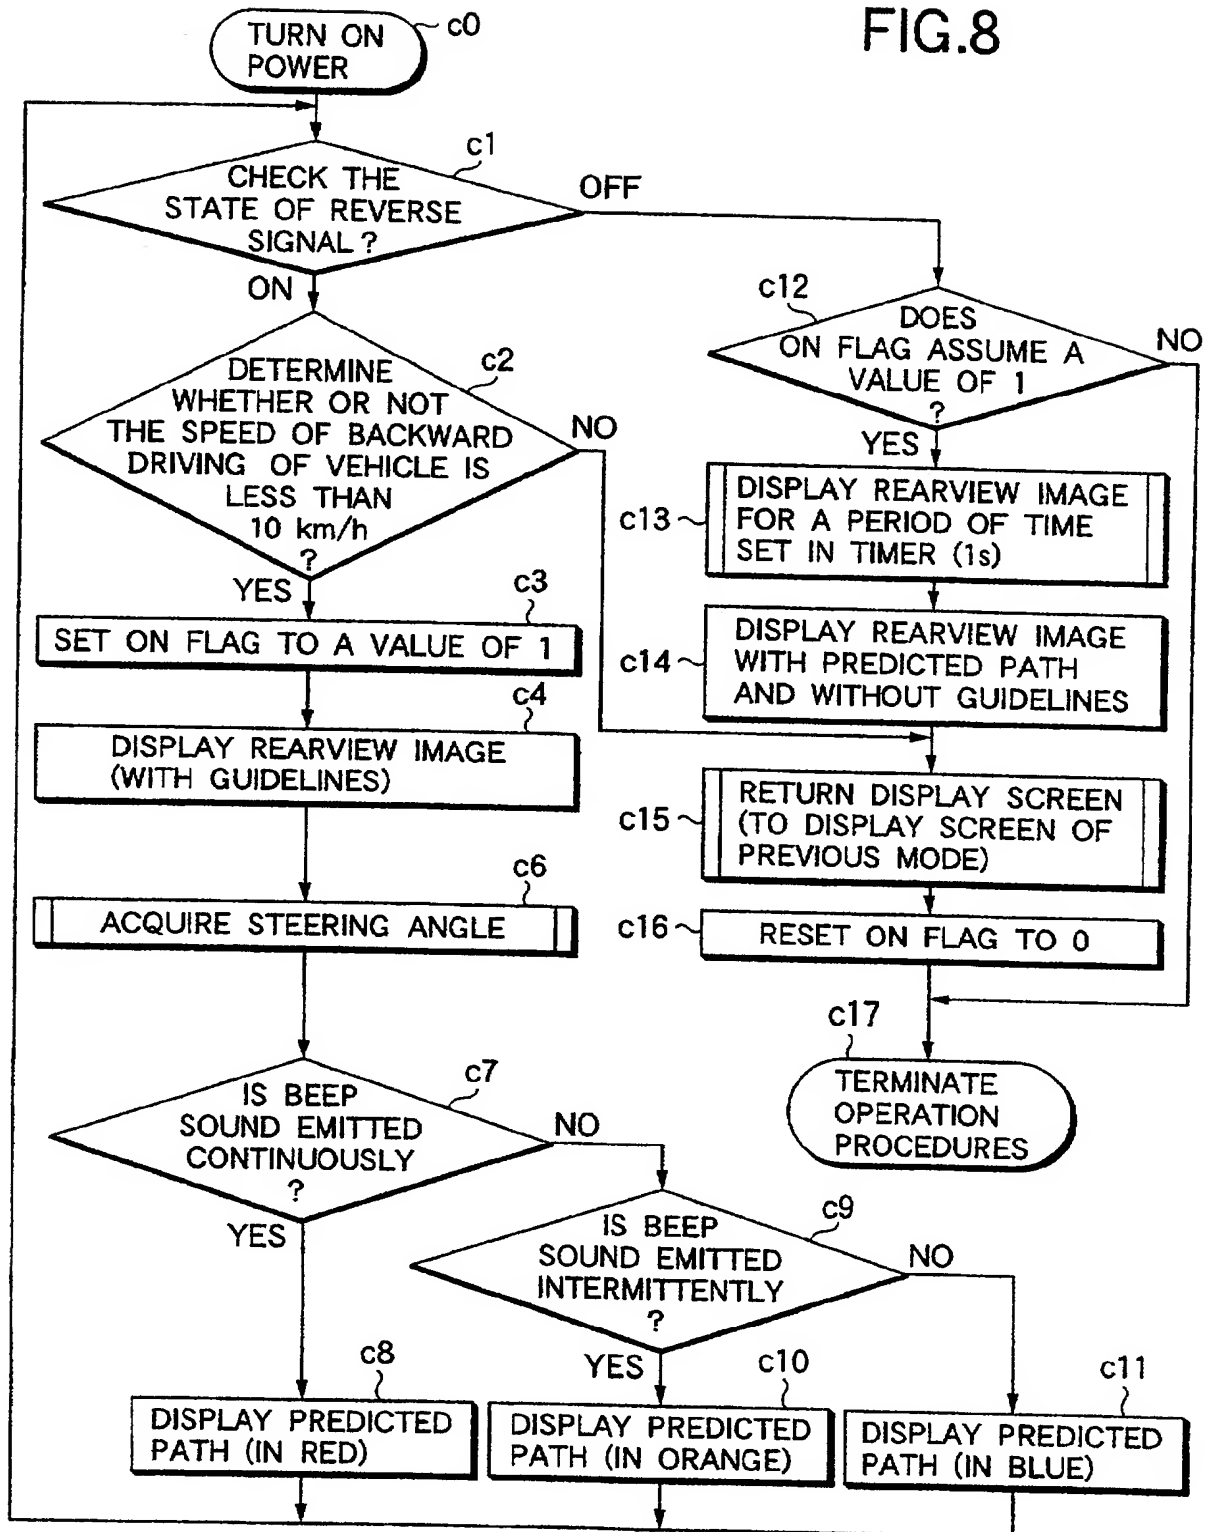 FIG.8
TURN ON
POWER
c0
c1
CHECK THE
STATE OF REVERSE
SIGNAL ?
OFF
ON
c2
DETERMINE
WHETHER OR NOT
THE SPEED OF BACKWARD
DRIVING OF VEHICLE IS
LESS THAN
10 km/h
?
NO
YES
c3
SET ON FLAG TO A VALUE OF 1
c4
DISPLAY REARVIEW IMAGE
(WITH GUIDELINES)
c6
ACQUIRE STEERING ANGLE
c7
IS BEEP
SOUND EMITTED
CONTINUOUSLY
?
NO
YES
c8
DISPLAY PREDICTED
PATH (IN RED)
c9
IS BEEP
SOUND EMITTED
INTERMITTENTLY
?
NO
YES
c10
DISPLAY PREDICTED
PATH (IN ORANGE)
c11
DISPLAY PREDICTED
PATH (IN BLUE)
c12
DOES
ON FLAG ASSUME A
VALUE OF 1
?
NO
YES
c13
DISPLAY REARVIEW IMAGE
FOR A PERIOD OF TIME
SET IN TIMER (1s)
c14
DISPLAY REARVIEW IMAGE
WITH PREDICTED PATH
AND WITHOUT GUIDELINES
c15
RETURN DISPLAY SCREEN
(TO DISPLAY SCREEN OF
PREVIOUS MODE)
c16
RESET ON FLAG TO 0
c17
TERMINATE
OPERATION
PROCEDURES